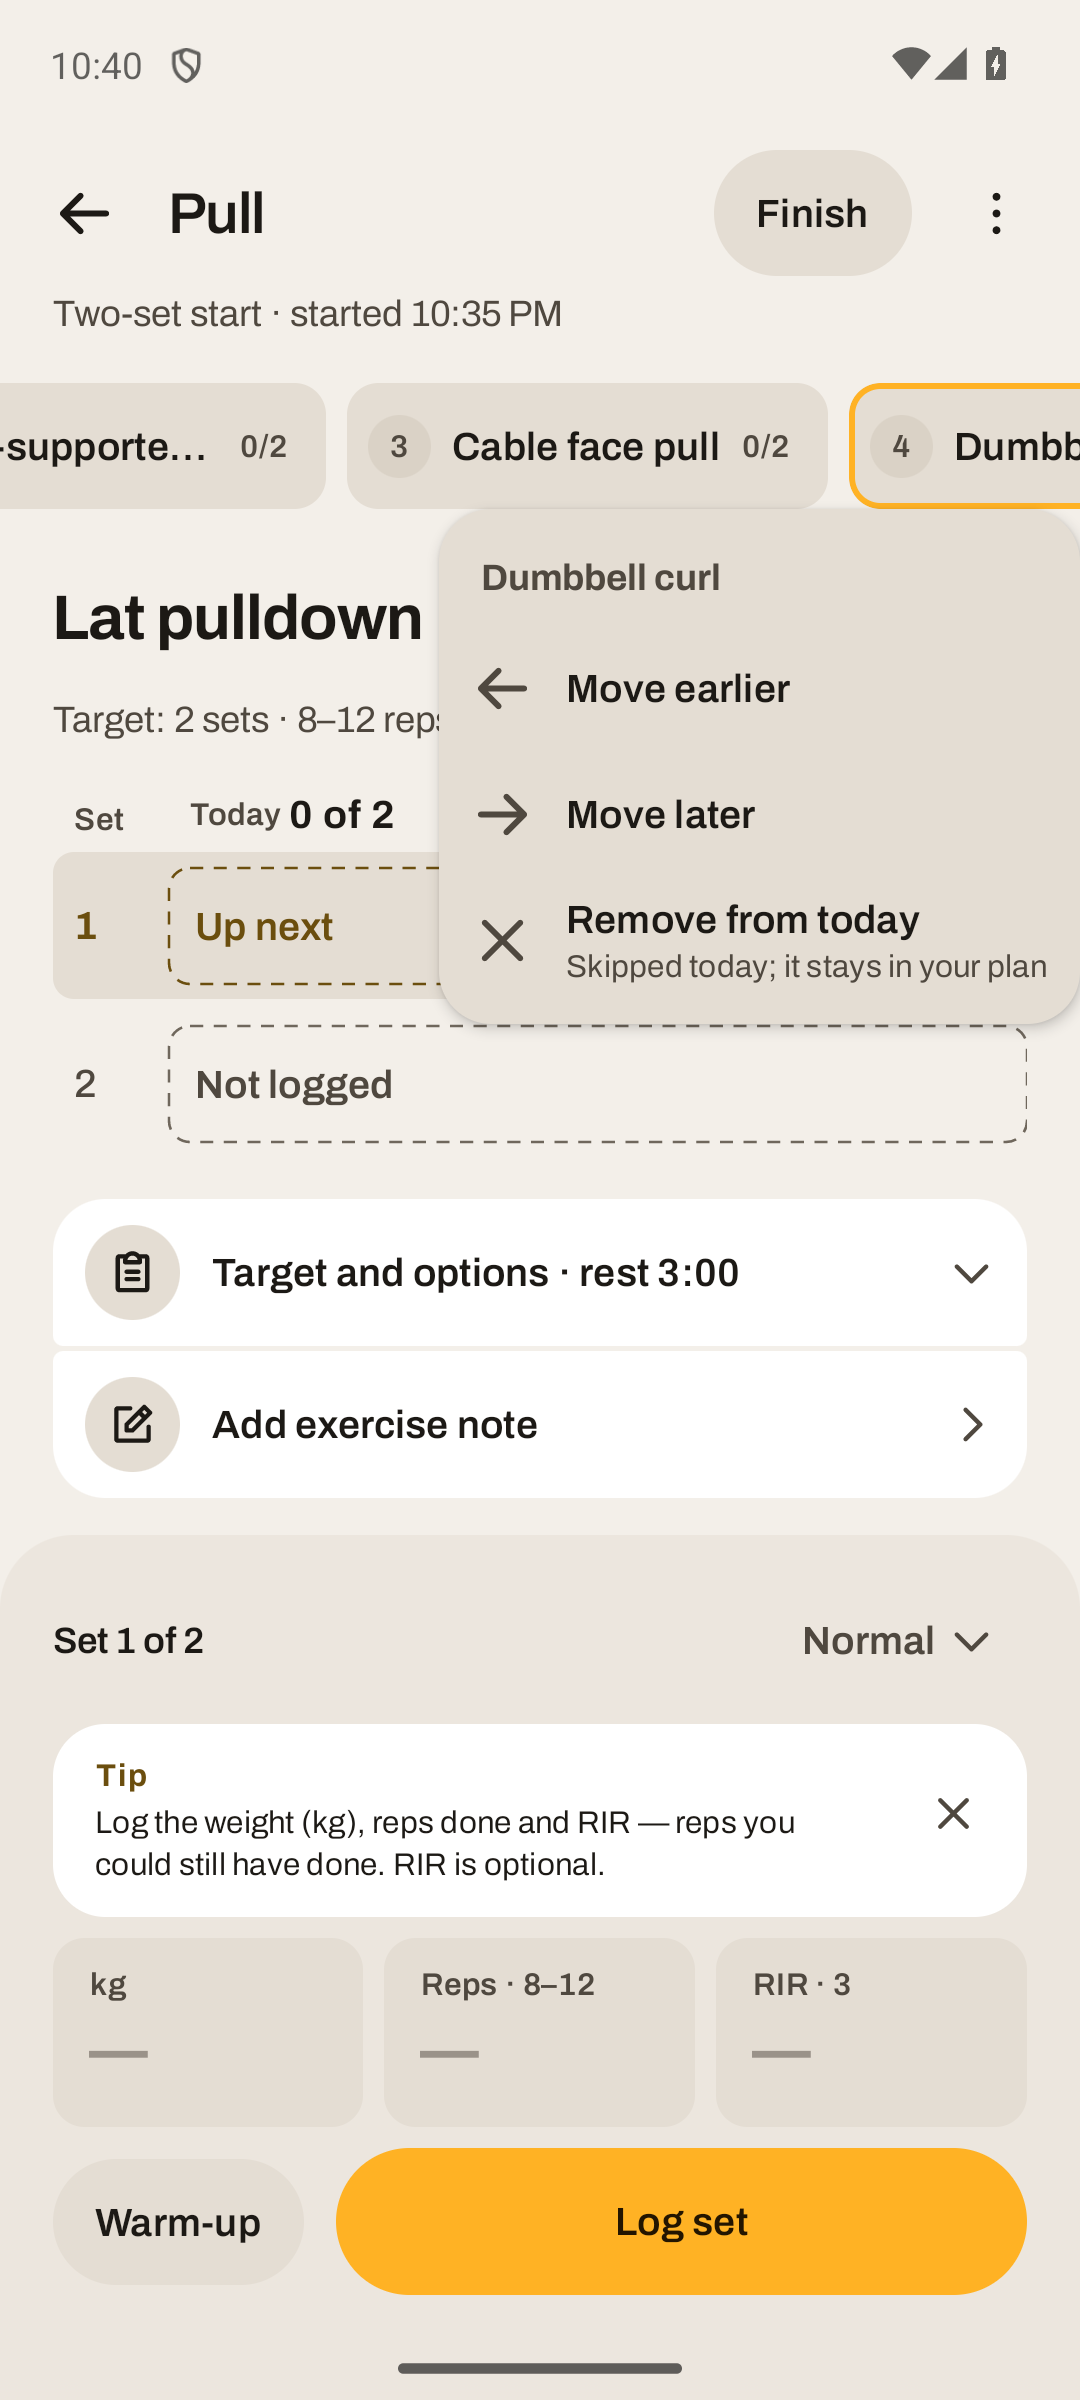 10:40
Pull
Finish
Two-set start · started 10:35 PM
-supporte... 0/2
3 Cable face pull 0/2
4 Dumbb
Dumbbell curl
Lat pulldown
Move earlier
Target: 2 sets · 8–12 reps
Move later
Set Today 0 of 2
Remove from today
Skipped today; it stays in your plan
1 Up next
2 Not logged
Target and options · rest 3:00
Add exercise note
Set 1 of 2 Normal
Tip
Log the weight (kg), reps done and RIR — reps you
could still have done. RIR is optional.
kg Reps · 8–12 RIR · 3
— — —
Warm-up Log set